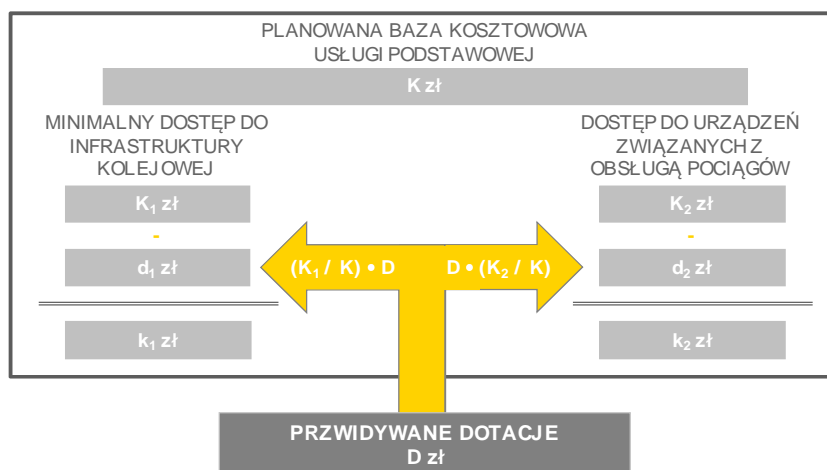 PLANOWANA BAZA KOSZTOWOWA
USŁUGI PODSTAWOWEJ
K zł
MINIMALNY DOSTĘP DO
INFRASTRUKTURY
KOLEJOWEJ
K₁ zł
-
d₁ zł
k₁ zł
DOSTĘP DO URZĄDZEŃ
ZWIĄZANYCH Z
OBSŁUGĄ POCIĄGÓW
K₂ zł
-
d₂ zł
k₂ zł
(K₁ / K) • D
D • (K₂ / K)
PRZWIDYWANE DOTACJE
D zł